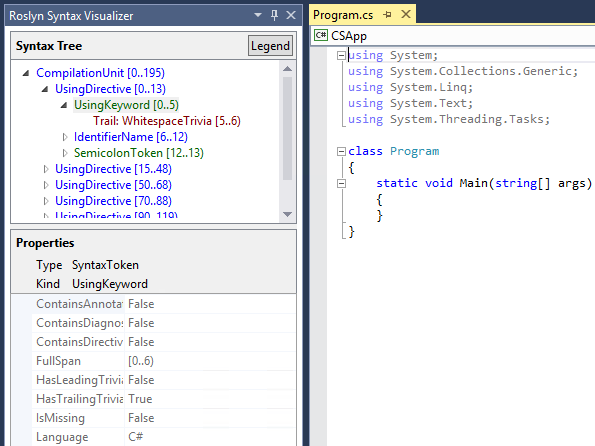 Roslyn Syntax Visualizer
Syntax Tree
Legend
CompilationUnit [0..195)
UsingDirective [0..13)
UsingKeyword [0..5)
Trail: WhitespaceTrivia [5..6)
IdentifierName [6..12)
SemicolonToken [12..13)
UsingDirective [15..48)
UsingDirective [50..68)
UsingDirective [70..88)
UsingDirective [90..119)
Properties
Type SyntaxToken
Kind UsingKeyword
ContainsAnnotat False
ContainsDiagnos False
ContainsDirectiv False
FullSpan [0..6)
HasLeadingTrivia False
HasTrailingTrivia True
IsMissing False
Language C#
Program.cs
C# CSApp
using System;
using System.Collections.Generic;
using System.Linq;
using System.Text;
using System.Threading.Tasks;
class Program
{
static void Main(string[] args)
{
}
}